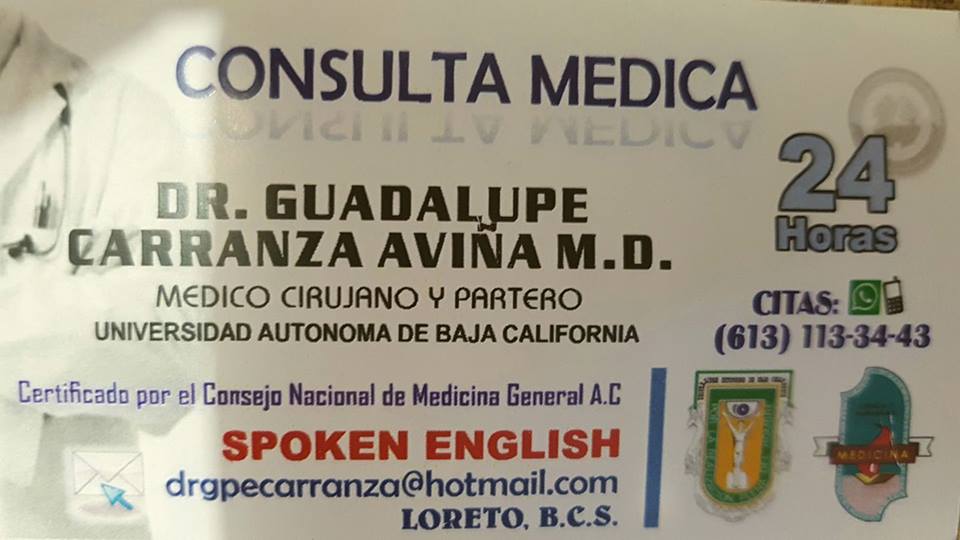 CONSULTA MEDICA
24
Horas
DR. GUADALUPE
CARRANZA AVIÑA M.D.
MEDICO CIRUJANO Y PARTERO
UNIVERSIDAD AUTONOMA DE BAJA CALIFORNIA
CITAS:
(613) 113-34-43
Certificado por el Consejo Nacional de Medicina General A.C
SPOKEN ENGLISH
drgpecarranza@hotmail.com
LORETO, B.C.S.
MEDICINA